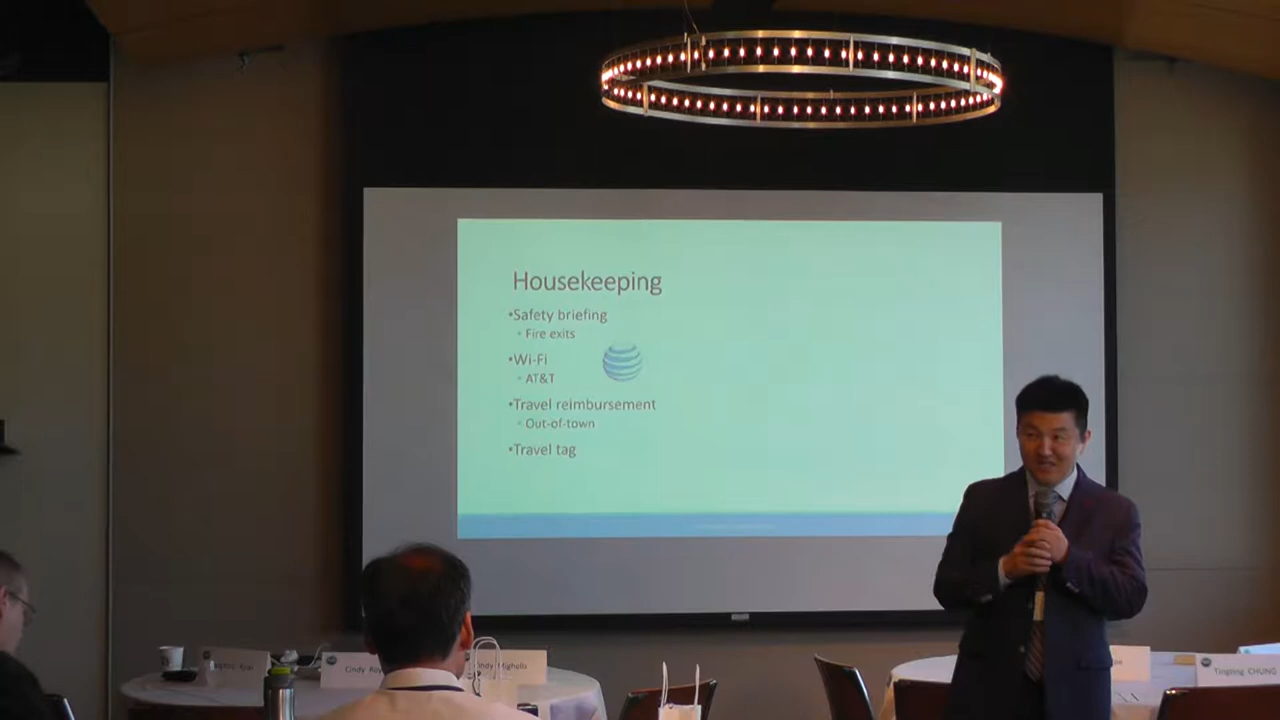 Housekeeping
•Safety briefing
◦ Fire exits
•Wi-Fi
◦ AT&T
•Travel reimbursement
◦ Out-of-town
•Travel tag
Cindy
Tingting CHUNG